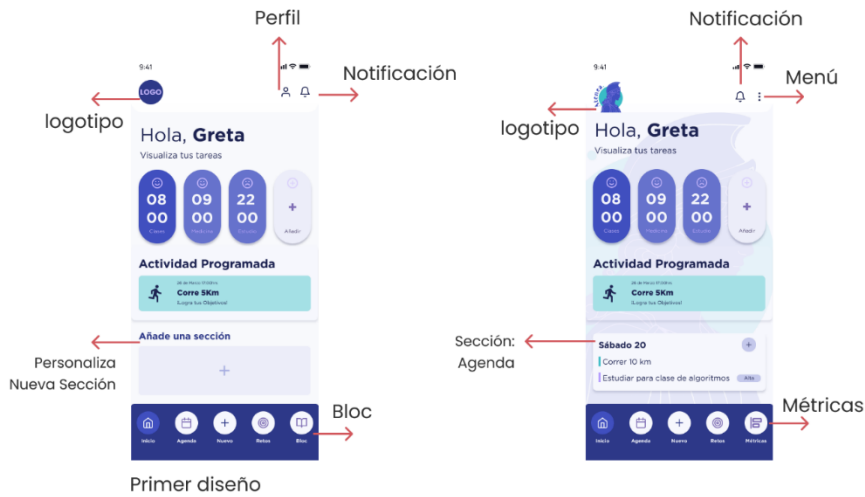 Perfil
Notificación
9:41
LOGO
logotipo
Hola, Greta
Visualiza tus tareas
08 09 22
00 00 00 +
Clases Medicina Estudio Añadir
Actividad Programada
Corre 5Km
¡Logra tus Objetivos!
Añade una sección
+
Personaliza
Nueva Sección
Inicio Agenda Nuevo Retos Bloc
Bloc
Primer diseño
Notificación
Menú
9:41
logotipo
Hola, Greta
Visualiza tus tareas
08 09 22
00 00 00 +
Clases Medicina Estudio Añadir
Actividad Programada
Corre 5Km
¡Logra tus Objetivos!
Sección:
Agenda
Sábado 20 +
Correr 10 km
Estudiar para clase de algoritmos Alta
Inicio Agenda Nuevo Retos Métricas
Métricas